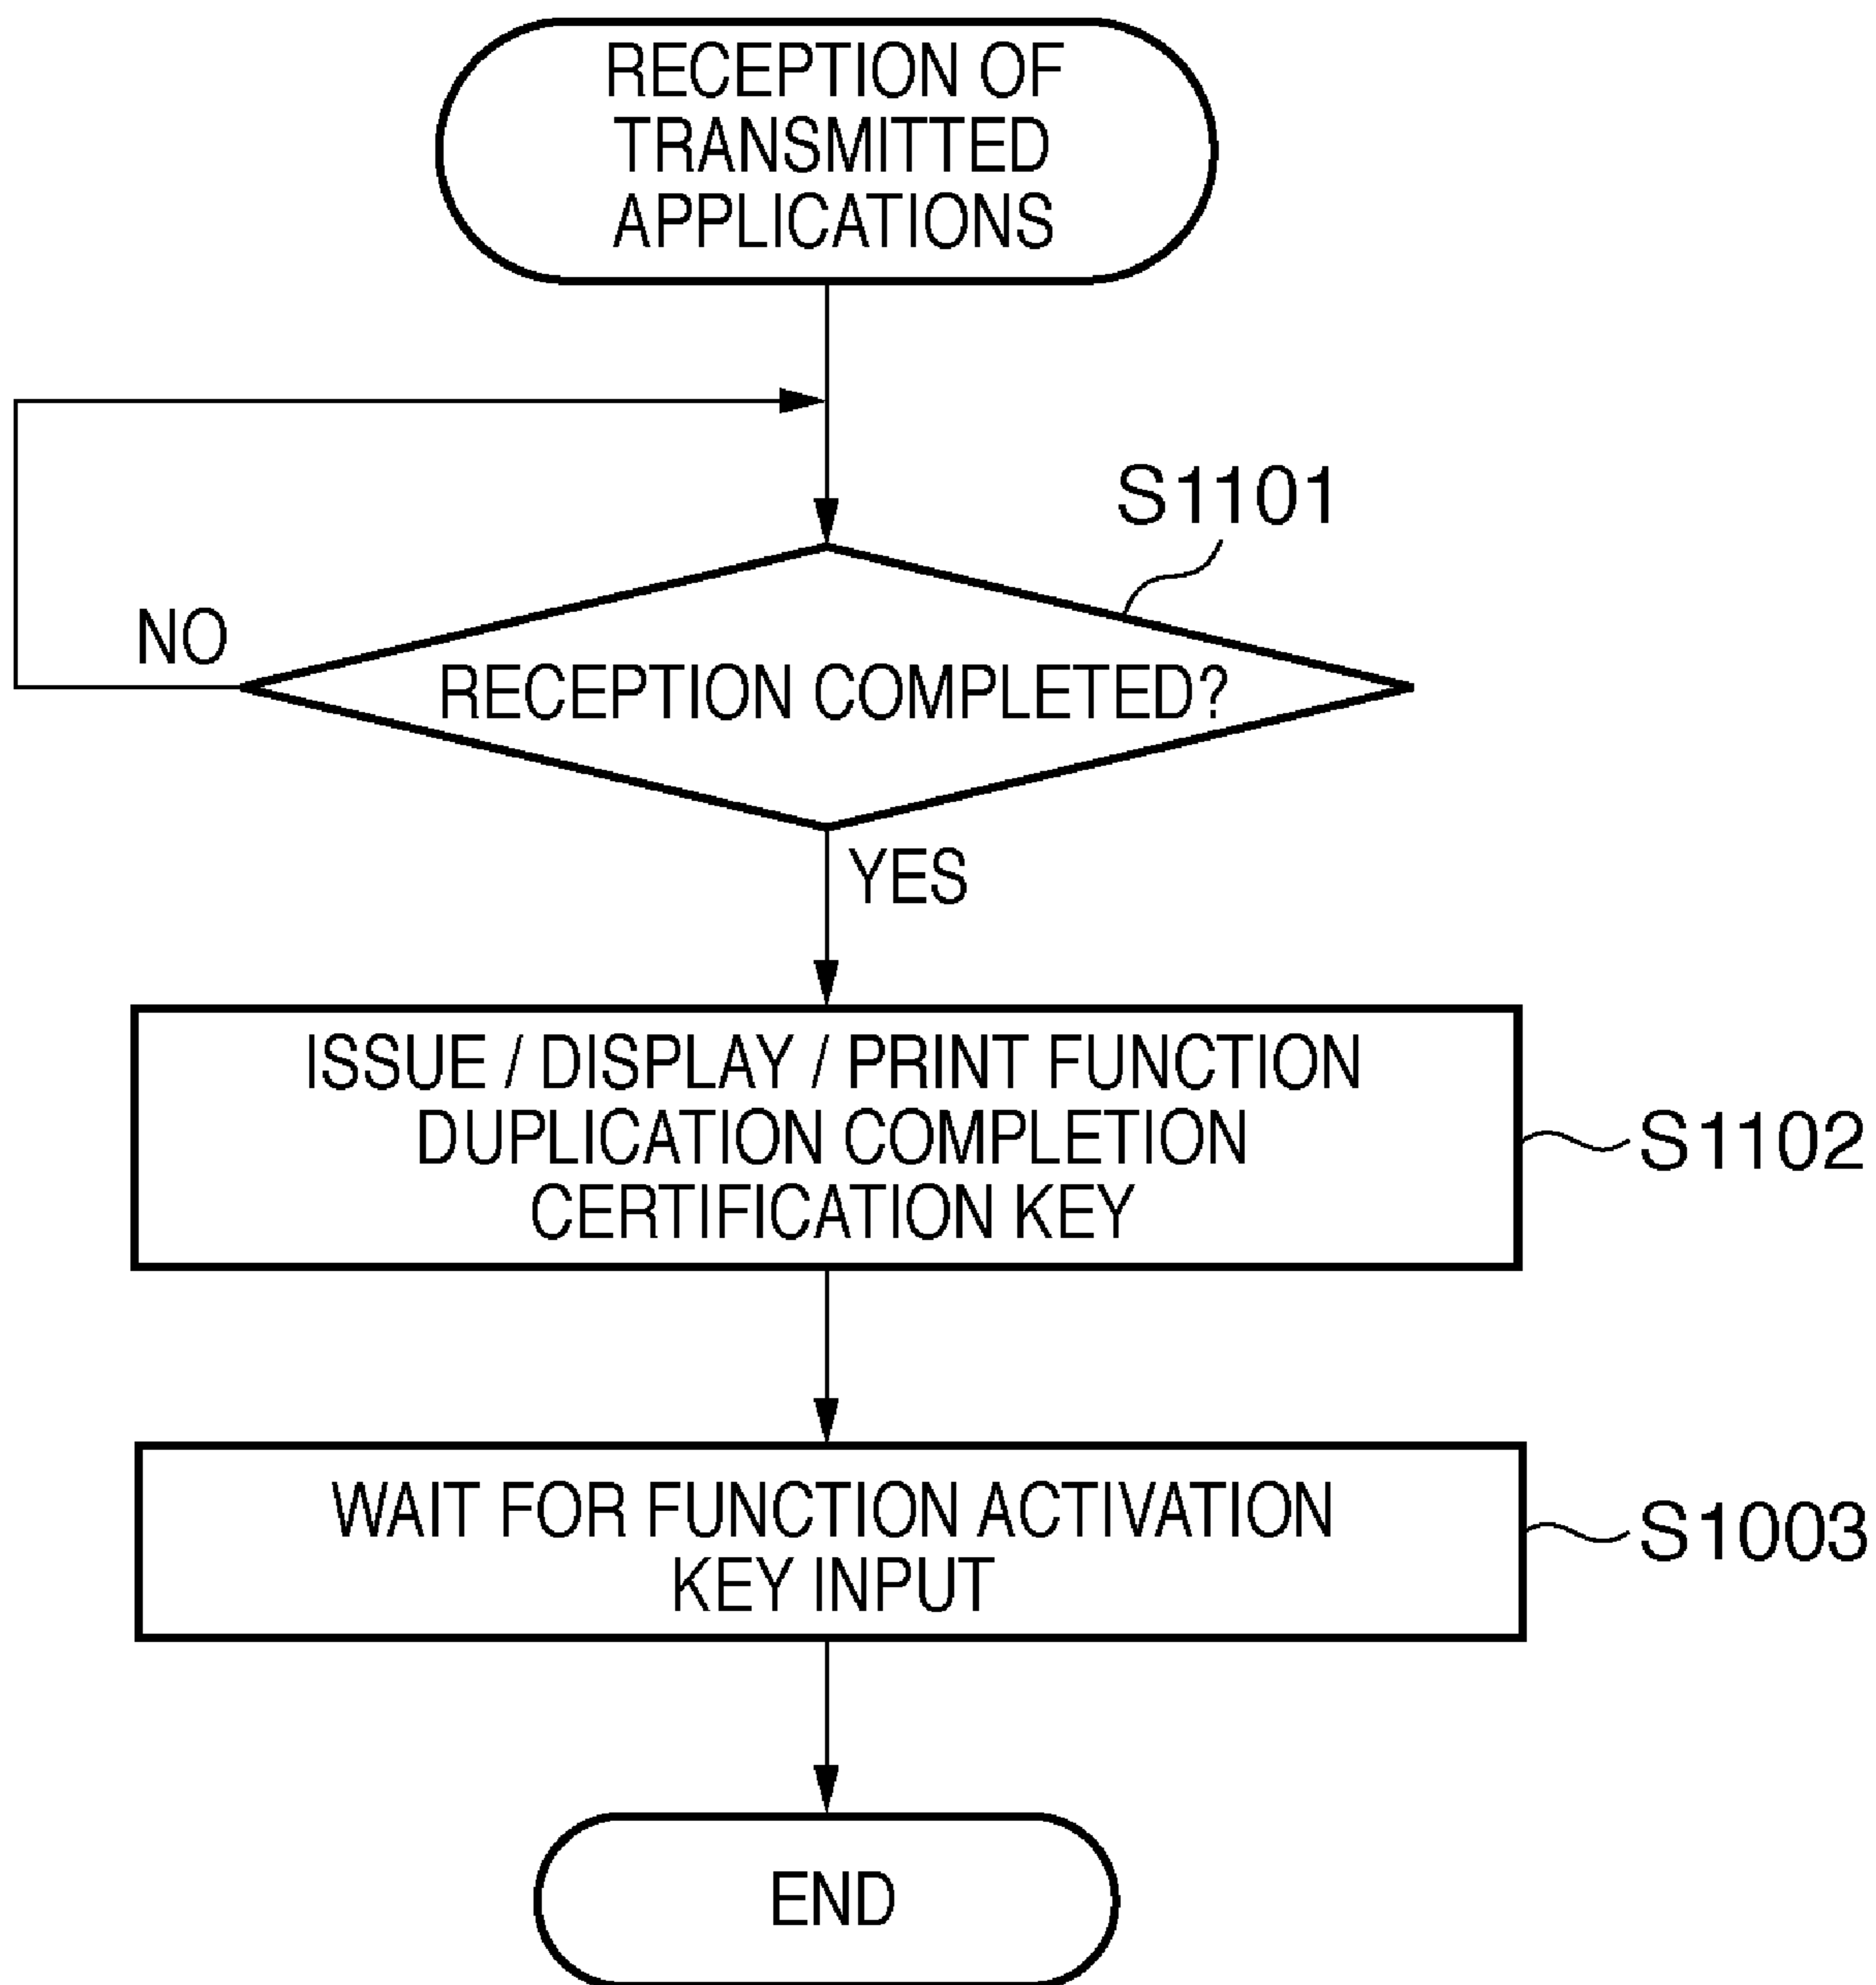 RECEPTION OF
TRANSMITTED
APPLICATIONS
S1101
NO
RECEPTION COMPLETED?
YES
ISSUE / DISPLAY / PRINT FUNCTION
DUPLICATION COMPLETION
CERTIFICATION KEY
S1102
WAIT FOR FUNCTION ACTIVATION
KEY INPUT
S1003
END